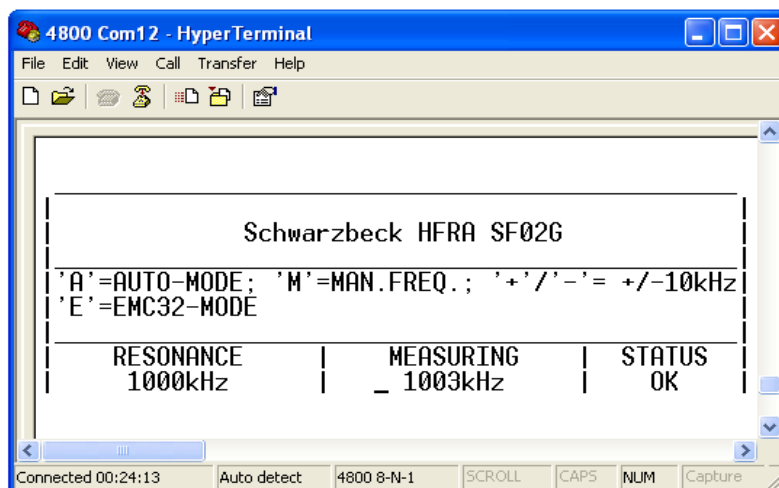 4800 Com12 - HyperTerminal
File Edit View Call Transfer Help
Schwarzbeck HFRA SF02G
'A'=AUTO-MODE; 'M'=MAN.FREQ.; '+'/'-'= +/-10kHz
'E'=EMC32-MODE
RESONANCE | MEASURING | STATUS
1000kHz | _ 1003kHz | OK
Connected 00:24:13 Auto detect 4800 8-N-1 SCROLL CAPS NUM Capture